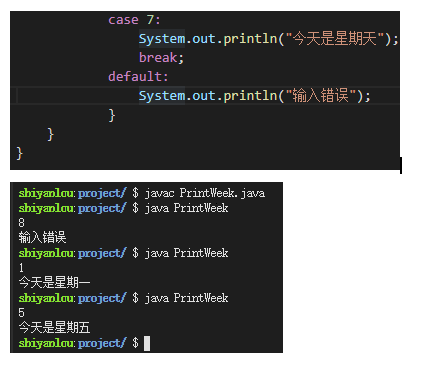 case 7:
System.out.println("今天是星期天");
break;
default:
System.out.println("输入错误");
}
}
}
shiyanlou:project/ $ javac PrintWeek.java
shiyanlou:project/ $ java PrintWeek
8
输入错误
shiyanlou:project/ $ java PrintWeek
1
今天是星期一
shiyanlou:project/ $ java PrintWeek
5
今天是星期五
shiyanlou:project/ $